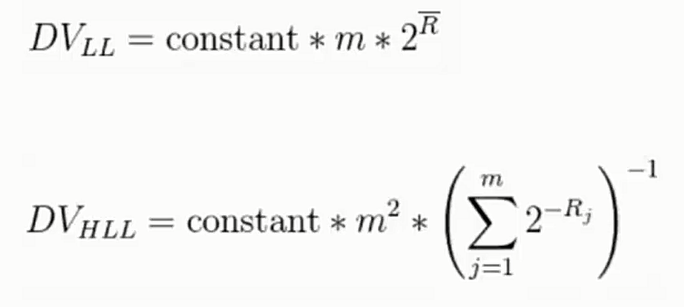 DV_{LL} = constant * m * 2^{\overline{R}}
DV_{HLL} = constant * m^2 * \left( \sum_{j=1}^{m} 2^{-R_j} \right)^{-1}